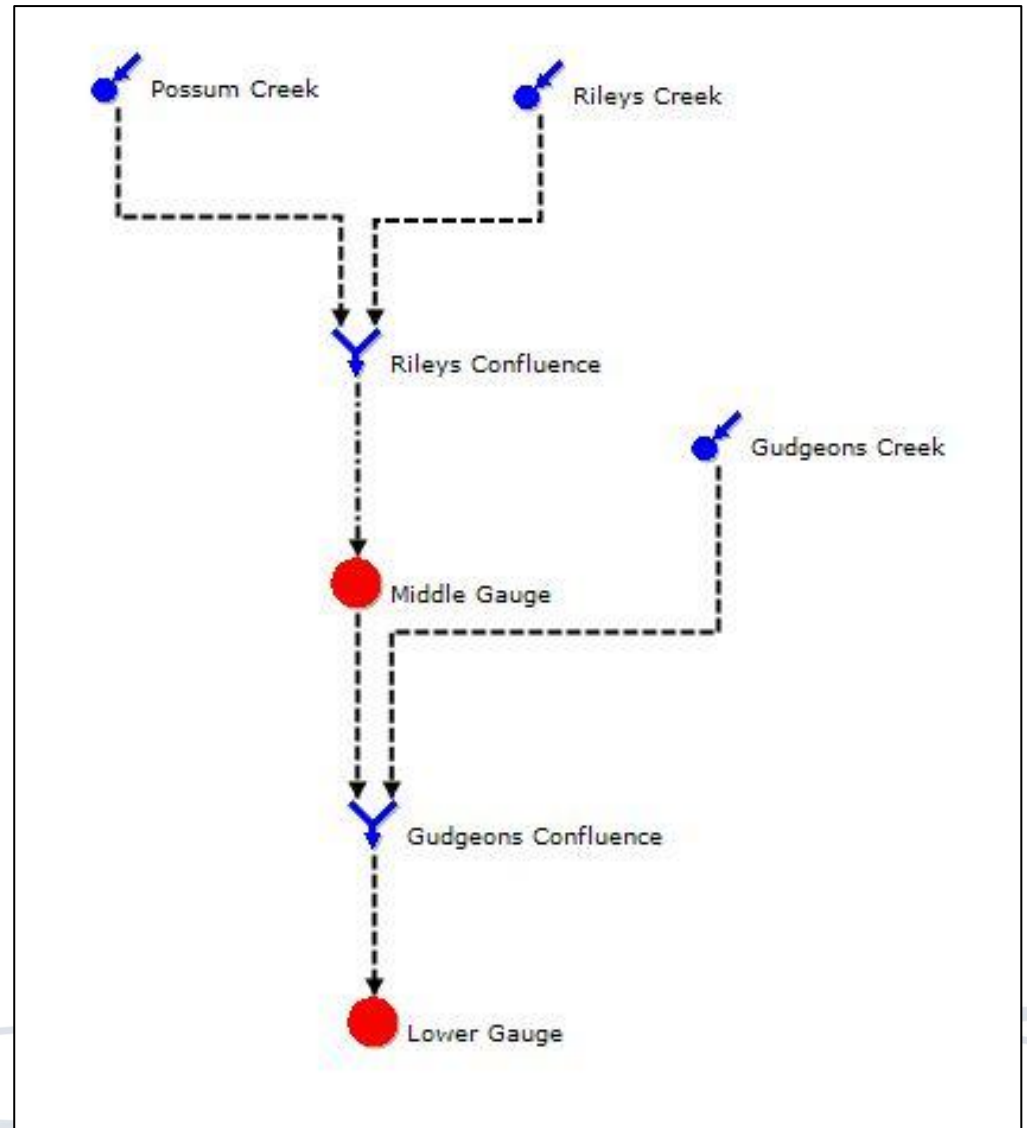 Possum Creek
Rileys Creek
Rileys Confluence
Gudgeons Creek
Middle Gauge
Gudgeons Confluence
Lower Gauge